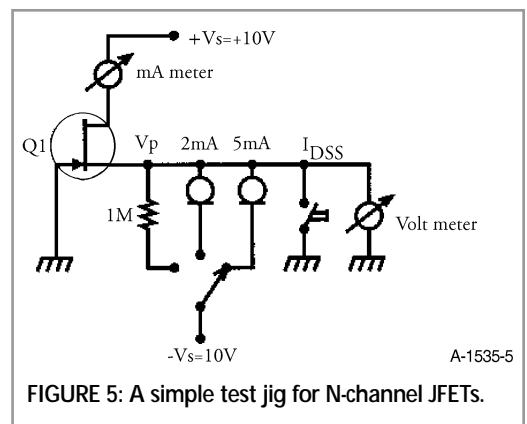 +Vs=+10V
mA meter
Q1
Vp 2mA 5mA IDSS
1M
Volt meter
-Vs=10V
A-1535-5
FIGURE 5: A simple test jig for N-channel JFETs.